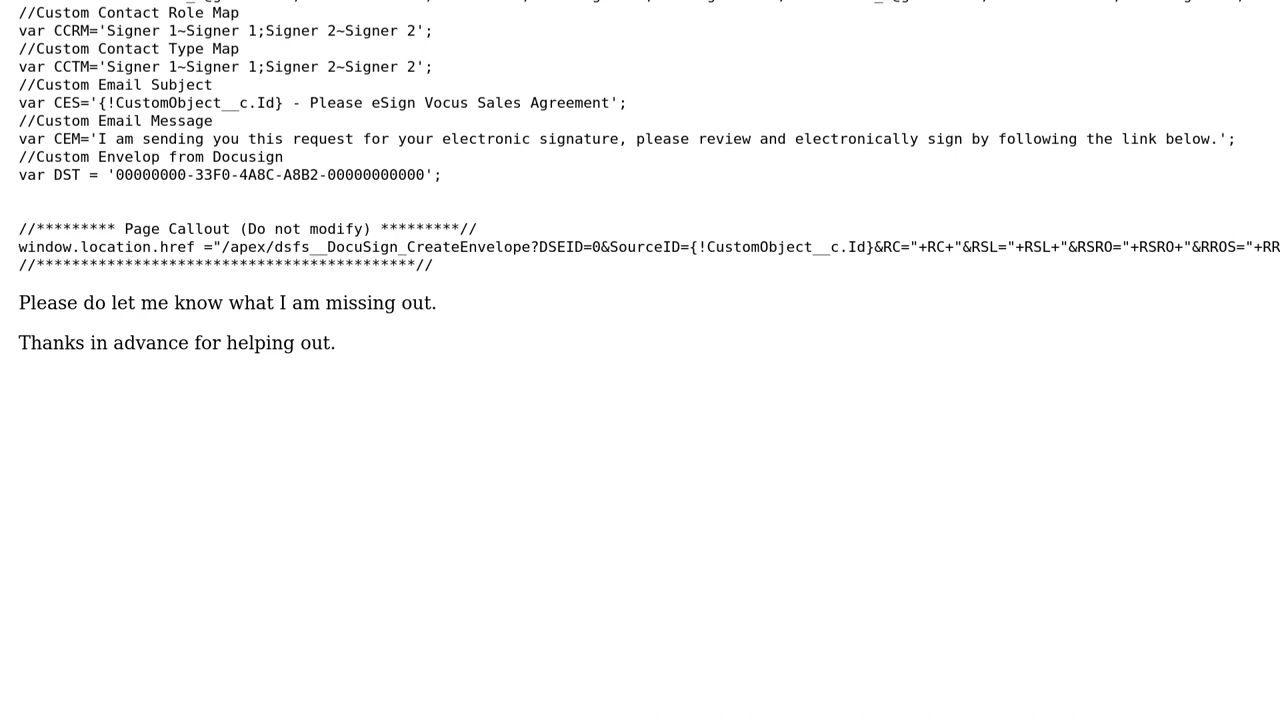 //Custom Contact Role Map
var CCRM='Signer 1~Signer 1;Signer 2~Signer 2';
//Custom Contact Type Map
var CCTM='Signer 1~Signer 1;Signer 2~Signer 2';
//Custom Email Subject
var CES='{!CustomObject__c.Id} - Please eSign Vocus Sales Agreement';
//Custom Email Message
var CEM='I am sending you this request for your electronic signature, please review and electronically sign by following the link below.';
//Custom Envelop from Docusign
var DST = '00000000-33F0-4A8C-A8B2-00000000000';
//********* Page Callout (Do not modify) *********//
window.location.href ="/apex/dsfs__DocuSign_CreateEnvelope?DSEID=0&SourceID={!CustomObject__c.Id}&RC="+RC+"&RSL="+RSL+"&RSRO="+RSRO+"&RROS="+RR
//*******************************************//
Please do let me know what I am missing out.
Thanks in advance for helping out.